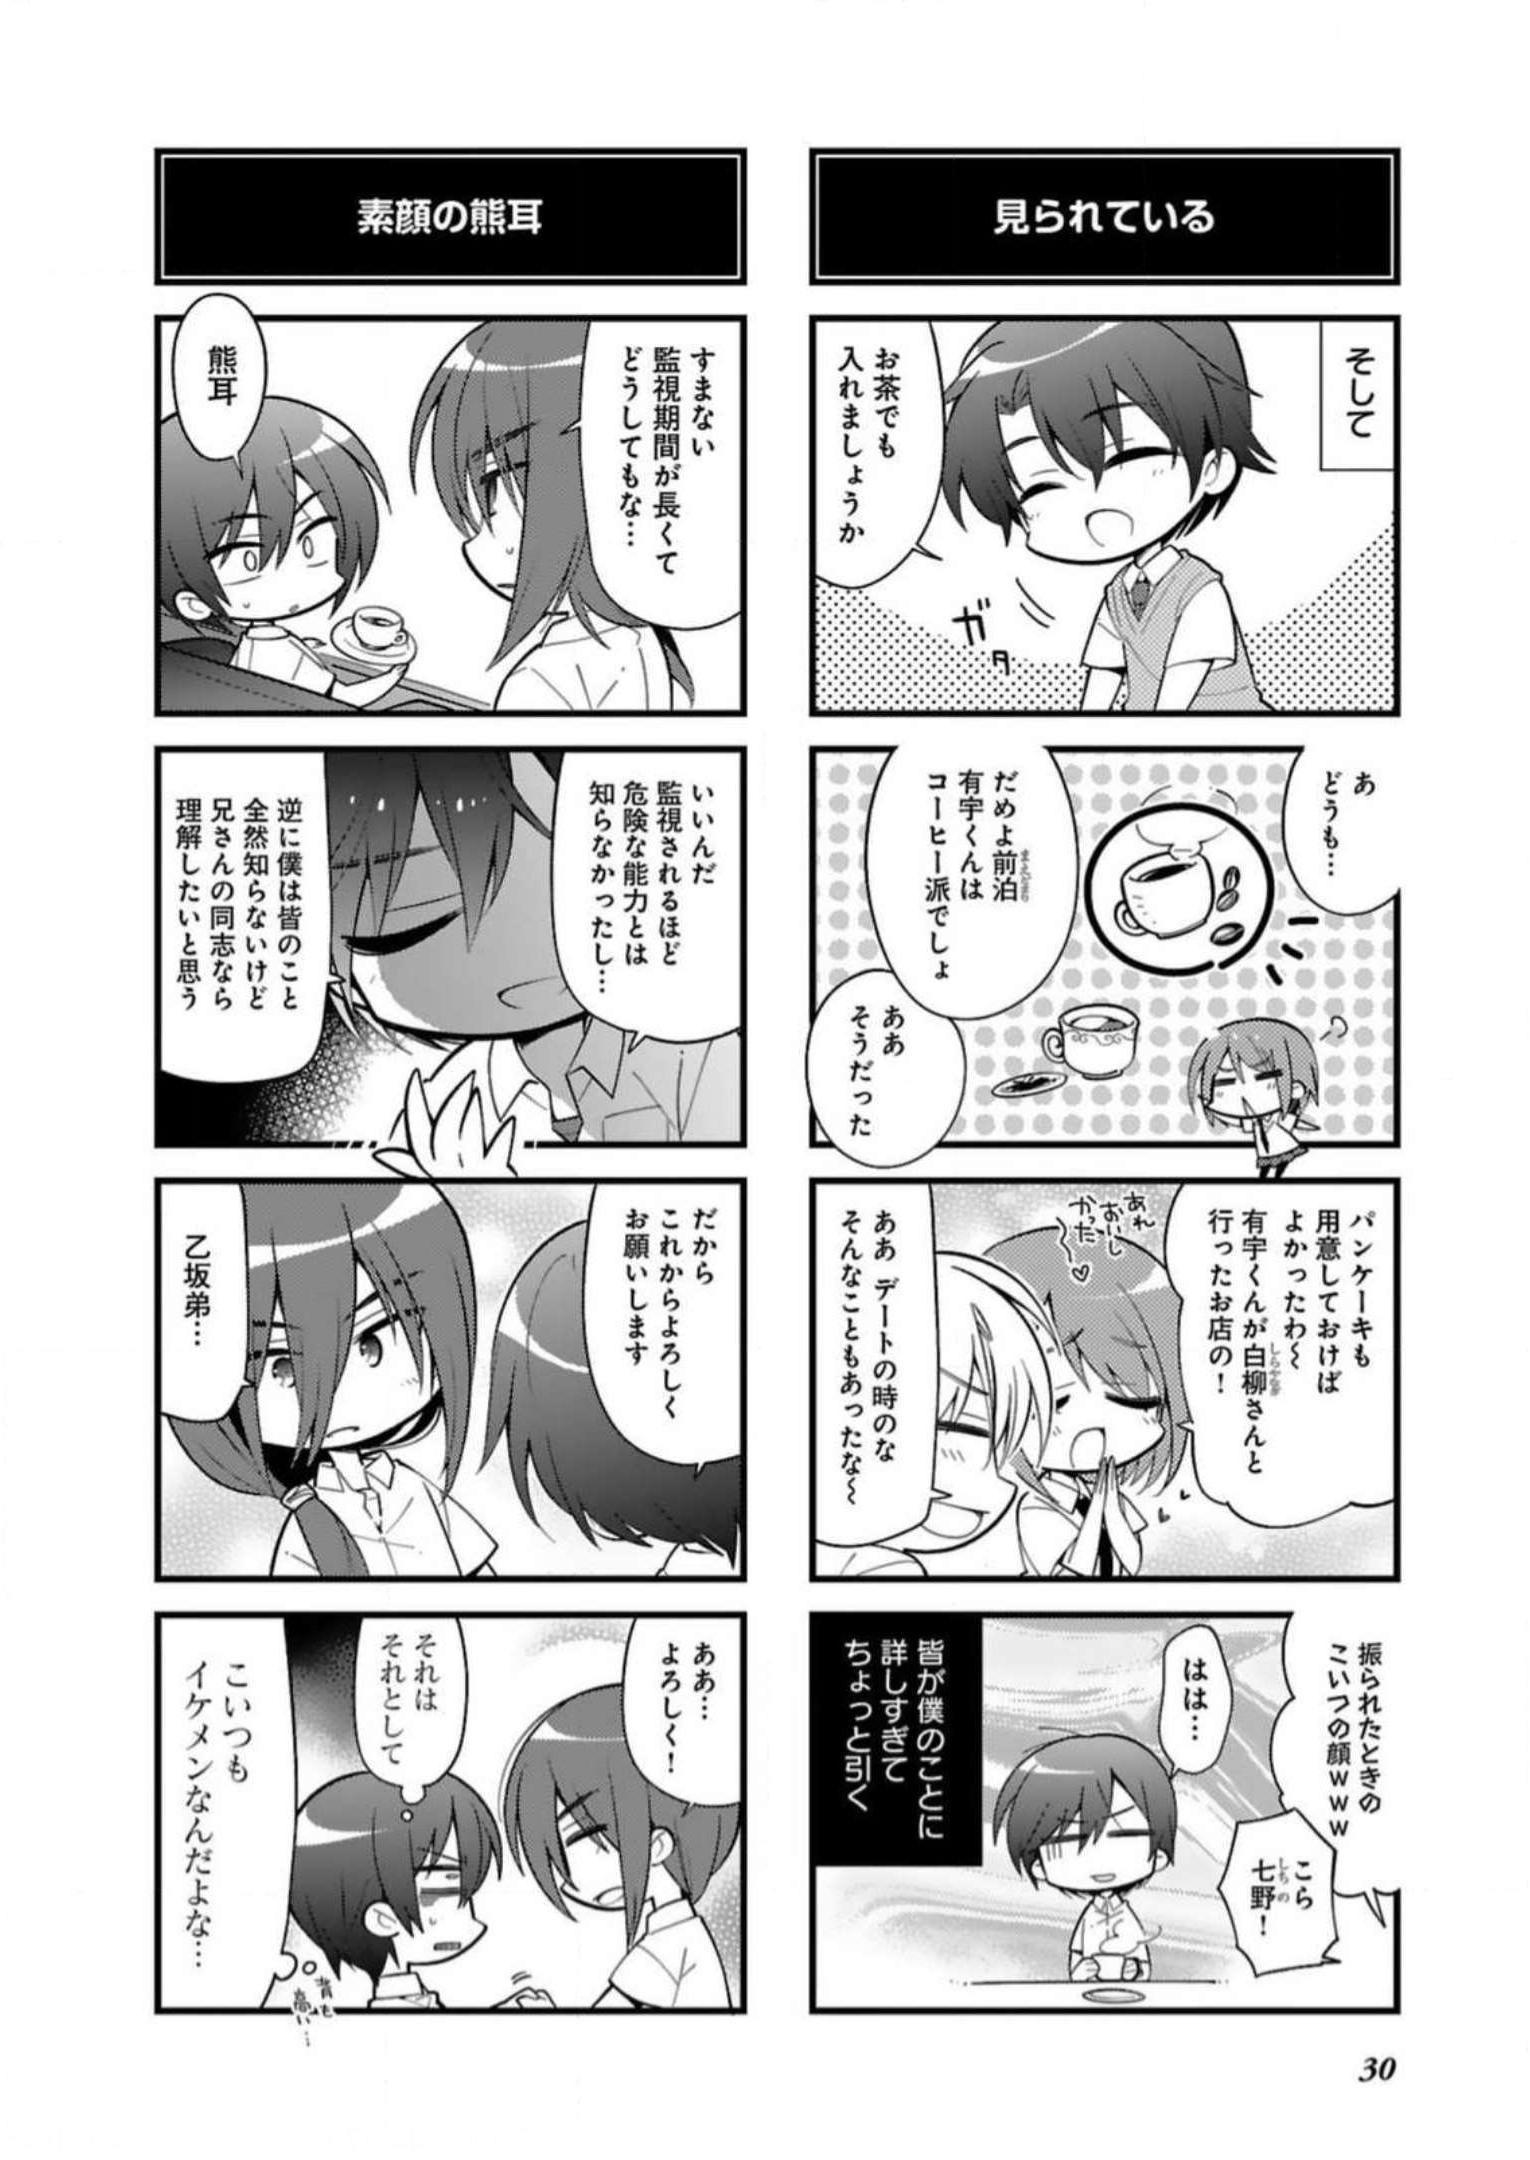 見られている
そして
お茶でも
入れましょうか
ガタ
あ
どうも…
だめよ前泊
まえどまり
有宇くんは
コーヒー派でしょ
ああ
そうだった
パンケーキも
用意しておけば
よかったわ～
有宇くんが白柳さんと
しらやなぎ
行ったお店の！
あれ
おいし
かった
～♡
ああ デートの時のな
そんなこともあったな～
振られたときの
こいつの顔ｗｗｗ
こら
七野！
しちの
はは…
皆が僕のことに
詳しすぎて
ちょっと引く
素顔の熊耳
すまない
監視期間が長くて
どうしてもな…
熊耳
いいんだ
監視されるほど
危険な能力とは
知らなかったし…
逆に僕は皆のこと
全然知らないけど
兄さんの同志なら
理解したいと思う
だから
これからよろしく
お願いします
乙坂弟…
ああ…
よろしく！
それは
それとして
こいつも
イケメンなんだよな…
背も
高い…
30